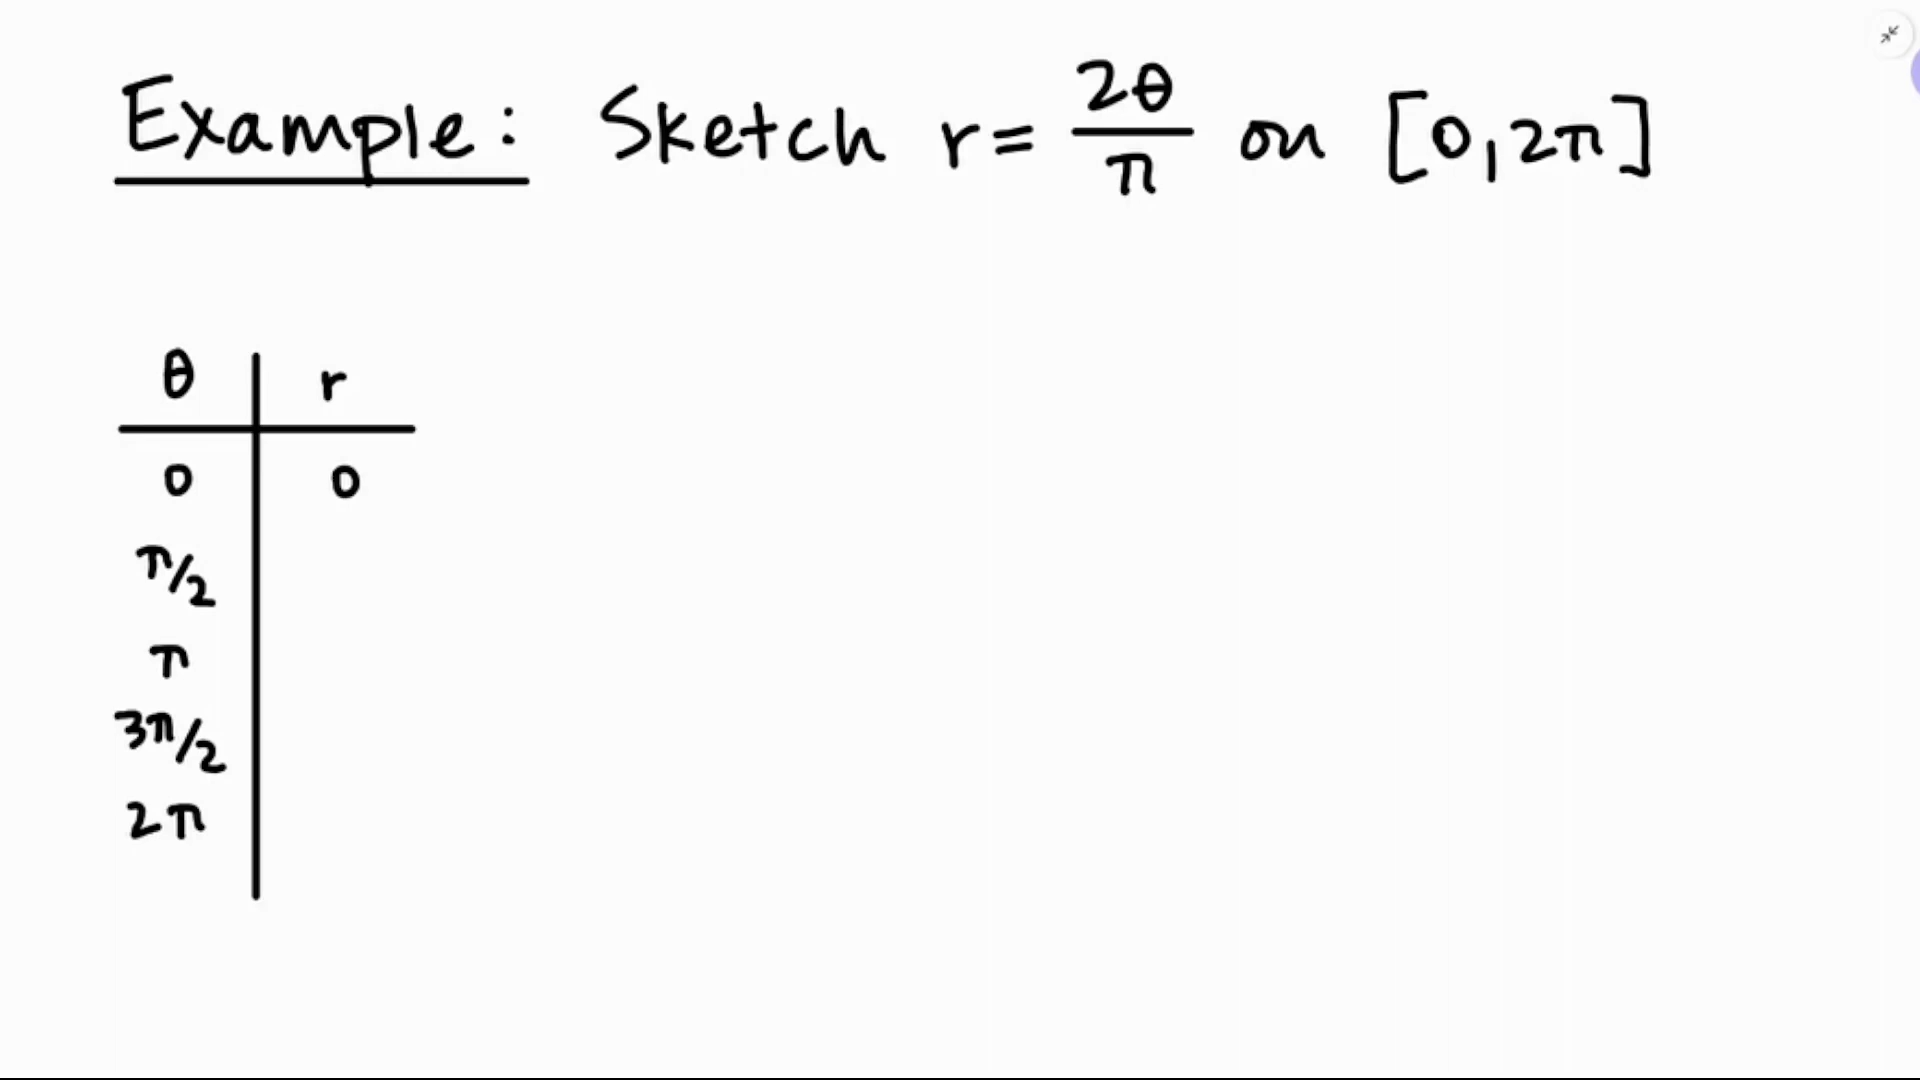 Example: Sketch r = 2θ/π on [0, 2π]
θ r
0 0
π/2
π
3π/2
2π